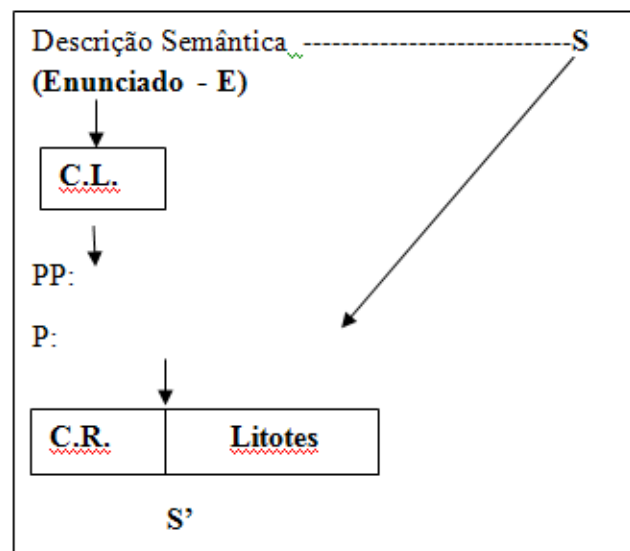 Descrição Semântica ----------------------------S
(Enunciado - E)
C.L.
PP:
P:
C.R. Litotes
S’